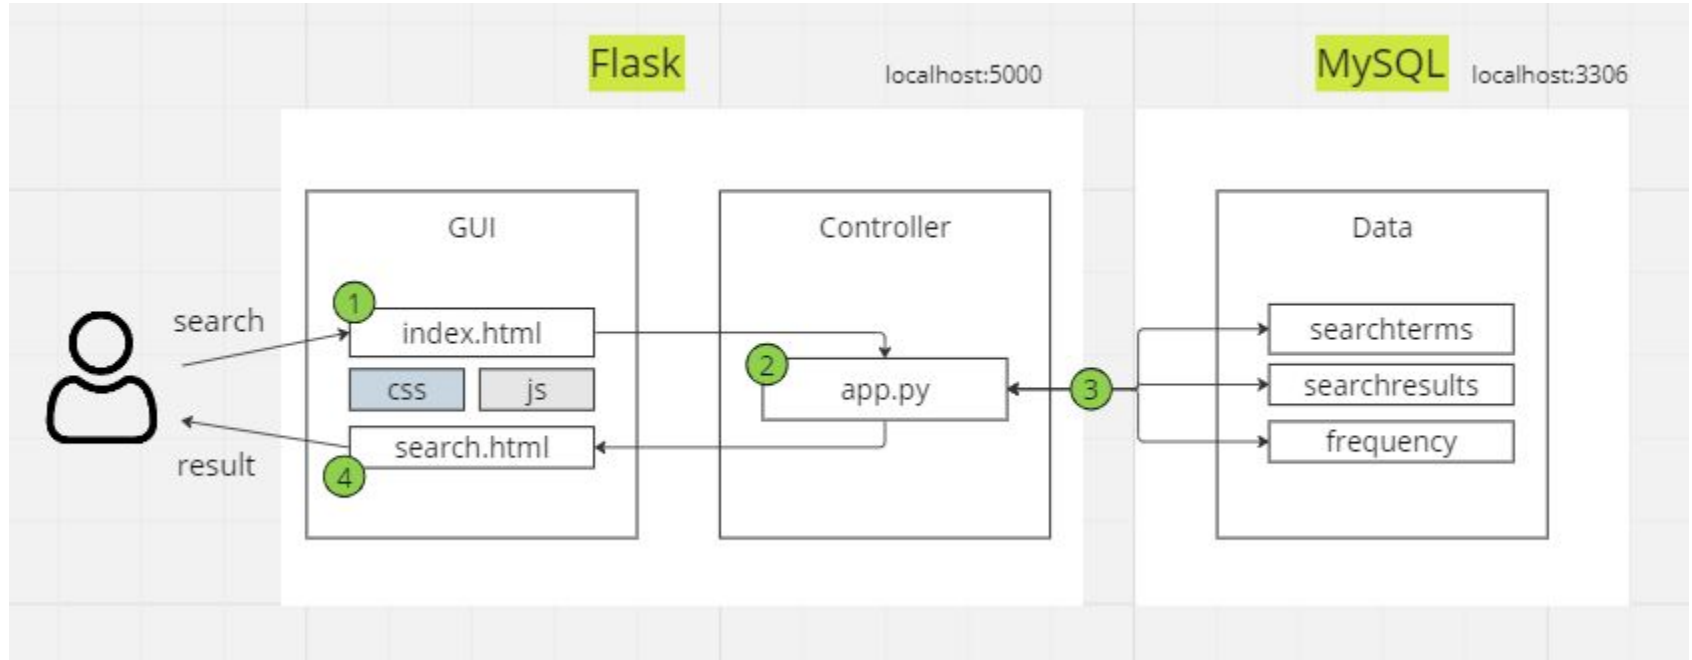 Flask
localhost:5000
MySQL
localhost:3306
GUI
Controller
Data
search
1
index.html
css
js
search.html
4
result
2
app.py
3
searchterms
searchresults
frequency